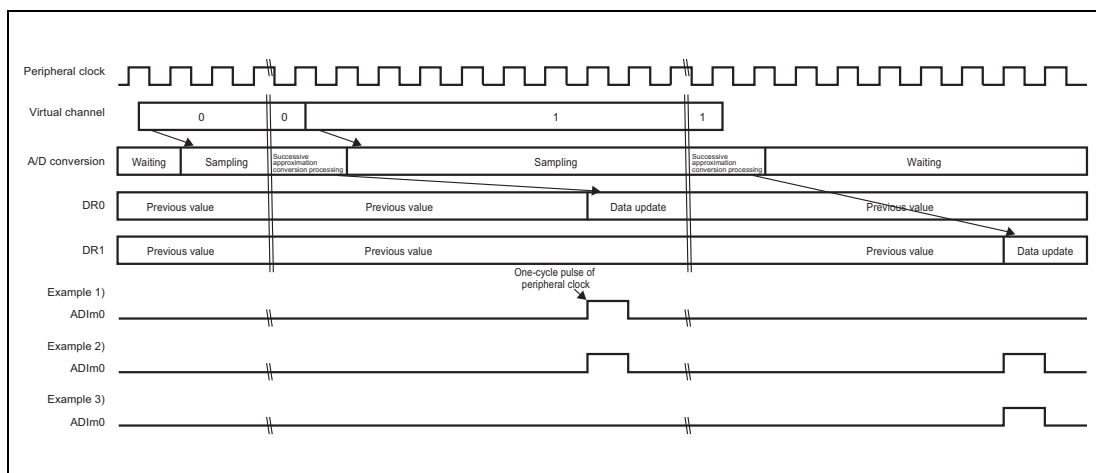 Peripheral clock
Virtual channel
0
0
1
1
A/D conversion
Waiting
Sampling
Successive
approximation
conversion processing
Sampling
Successive
approximation
conversion processing
Waiting
DR0
Previous value
Previous value
Data update
Previous value
DR1
Previous value
Previous value
Previous value
Data update
One-cycle pulse of
peripheral clock
Example 1)
ADIm0
Example 2)
ADIm0
Example 3)
ADIm0